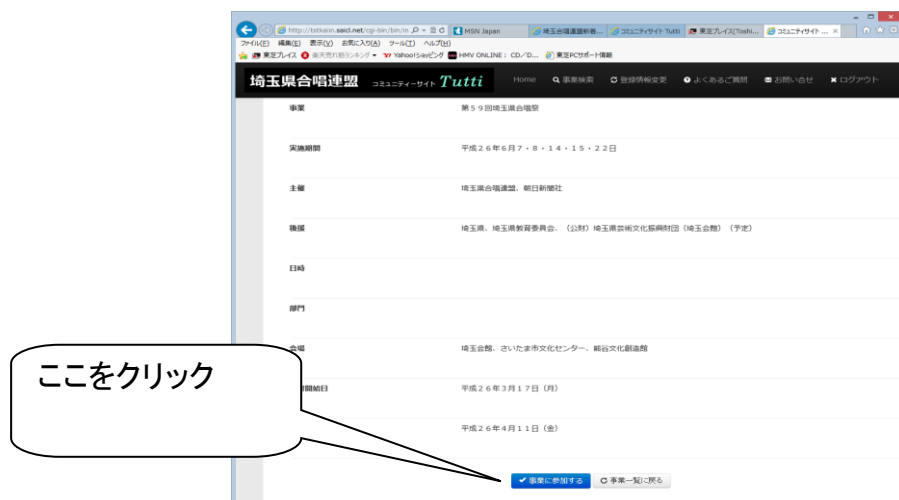 http://totkaiin.saicl.net/cgi-bin/bin/in
MSN Japan
埼玉合唱連盟新着...
コミュニティサイト Tutti
東芝プレイス(Toshi...
コミュニティサイト ...
ファイル(F) 編集(E) 表示(V) お気に入り(A) ツール(T) ヘルプ(H)
東芝プレイス 楽天売れ筋ランキング Yahoo!ショッピング HMV ONLINE: CD/D... 東芝PCサポート情報
埼玉県合唱連盟 コミュニティーサイト Tutti Home 事業検索 登録情報変更 よくあるご質問 お問い合せ ログアウト
事業 第59回埼玉県合唱祭
実施期間 平成26年6月7・8・14・15・22日
主催 埼玉県合唱連盟、朝日新聞社
後援 埼玉県、埼玉県教育委員会、(公財)埼玉県芸術文化振興財団(埼玉会館)(予定)
日時
部門
会場 埼玉会館、さいたま市文化センター、熊谷文化創造館
ここをクリック
開始日 平成26年3月17日(月)
平成26年4月11日(金)
事業に参加する 事業一覧に戻る